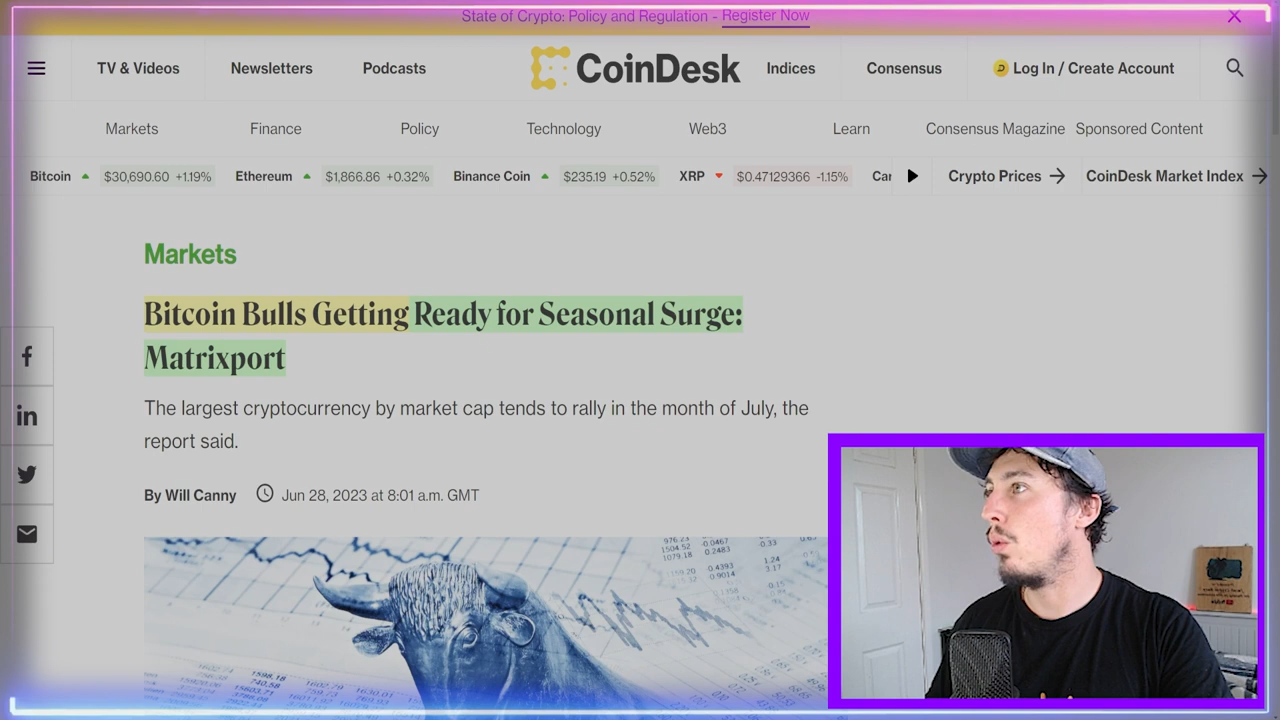 State of Crypto: Policy and Regulation - Register Now
TV & Videos Newsletters Podcasts CoinDesk Indices Consensus Log In / Create Account
Markets Finance Policy Technology Web3 Learn Consensus Magazine Sponsored Content
Bitcoin $30,690.60 +1.19% Ethereum $1,866.86 +0.32% Binance Coin $235.19 +0.52% XRP $0.47129366 -1.15% Car Crypto Prices CoinDesk Market Index
Markets
Bitcoin Bulls Getting Ready for Seasonal Surge:
Matrixport
The largest cryptocurrency by market cap tends to rally in the month of July, the
report said.
By Will Canny Jun 28, 2023 at 8:01 a.m. GMT